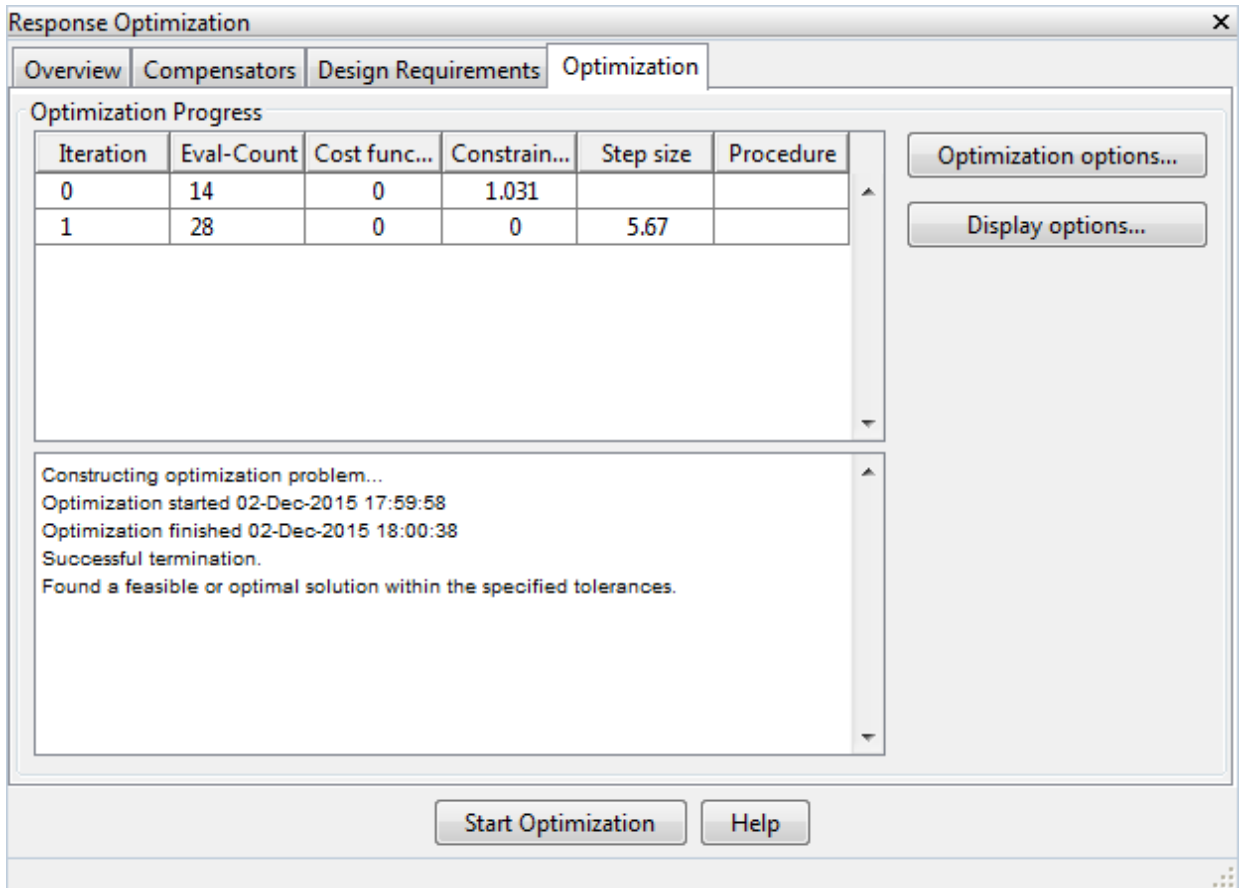 Response Optimization
Overview Compensators Design Requirements Optimization
Optimization Progress
Iteration Eval-Count Cost func... Constrain... Step size Procedure
0 14 0 1.031
1 28 0 0 5.67
Optimization options...
Display options...
Constructing optimization problem...
Optimization started 02-Dec-2015 17:59:58
Optimization finished 02-Dec-2015 18:00:38
Successful termination.
Found a feasible or optimal solution within the specified tolerances.
Start Optimization Help